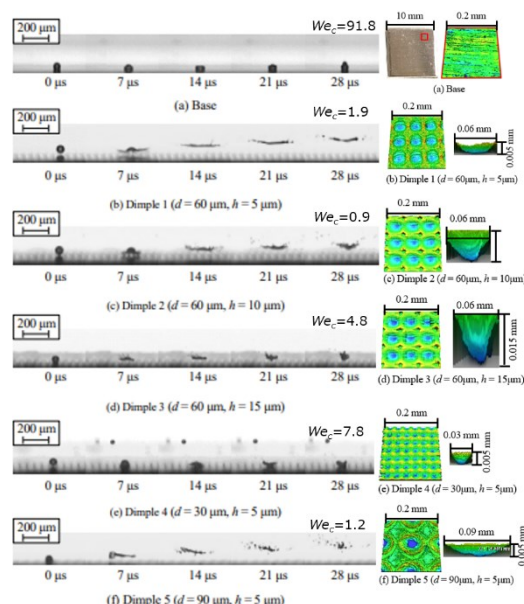 200 μm
We_c=91.8
0 μs 7 μs 14 μs 21 μs 28 μs
(a) Base
10 mm 0.2 mm
(a) Base
200 μm
We_c=1.9
0 μs 7 μs 14 μs 21 μs 28 μs
(b) Dimple 1 (d = 60 μm, h = 5 μm)
0.2 mm
0.06 mm
0.005 mm
(b) Dimple 1 (d = 60μm, h = 5μm)
200 μm
We_c=0.9
0 μs 7 μs 14 μs 21 μs 28 μs
(c) Dimple 2 (d = 60 μm, h = 10 μm)
0.2 mm
0.06 mm
(c) Dimple 2 (d = 60μm, h = 10μm)
200 μm
We_c=4.8
0 μs 7 μs 14 μs 21 μs 28 μs
(d) Dimple 3 (d = 60 μm, h = 15 μm)
0.2 mm
0.06 mm
0.015 mm
(d) Dimple 3 (d = 60μm, h = 15μm)
200 μm
We_c=7.8
0 μs 7 μs 14 μs 21 μs 28 μs
(e) Dimple 4 (d = 30 μm, h = 5 μm)
0.2 mm
0.03 mm
0.005 mm
(e) Dimple 4 (d = 30μm, h = 5μm)
200 μm
We_c=1.2
0 μs 7 μs 14 μs 21 μs 28 μs
(f) Dimple 5 (d = 90 μm, h = 5 μm)
0.2 mm
0.09 mm
0.005 mm
(f) Dimple 5 (d = 90μm, h = 5μm)